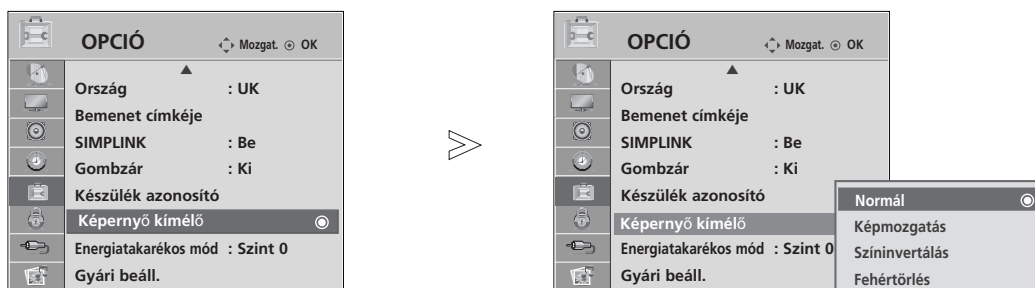 OPCIÓ Mozgat. OK
Ország : UK
Bemenet címkéje
SIMPLINK : Be
Gombzár : Ki
Készülék azonosító
Képernyő kímélő
Energiatakarékos mód : Szint 0
Gyári beáll.
OPCIÓ Mozgat. OK
Ország : UK
Bemenet címkéje
SIMPLINK : Be
Gombzár : Ki
Készülék azonosító
Képernyő kímélő
Energiatakarékos mód : Szint 0
Gyári beáll.
Normál
Képmozgatás
Színinvertálás
Fehértörlés